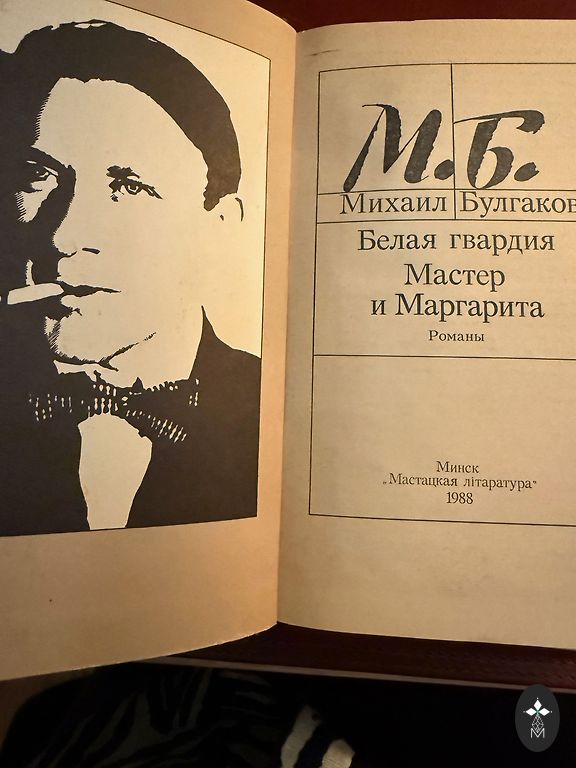 М.Б.
Михаил Булгаков
Белая гвардия
Мастер
и Маргарита
Романы
Минск
„Мастацкая літаратура“
1988
M